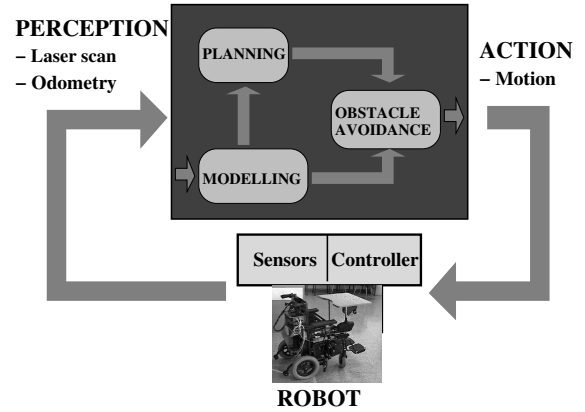 PERCEPTION
– Laser scan
– Odometry
PLANNING
OBSTACLE
AVOIDANCE
MODELLING
ACTION
– Motion
Sensors
Controller
ROBOT